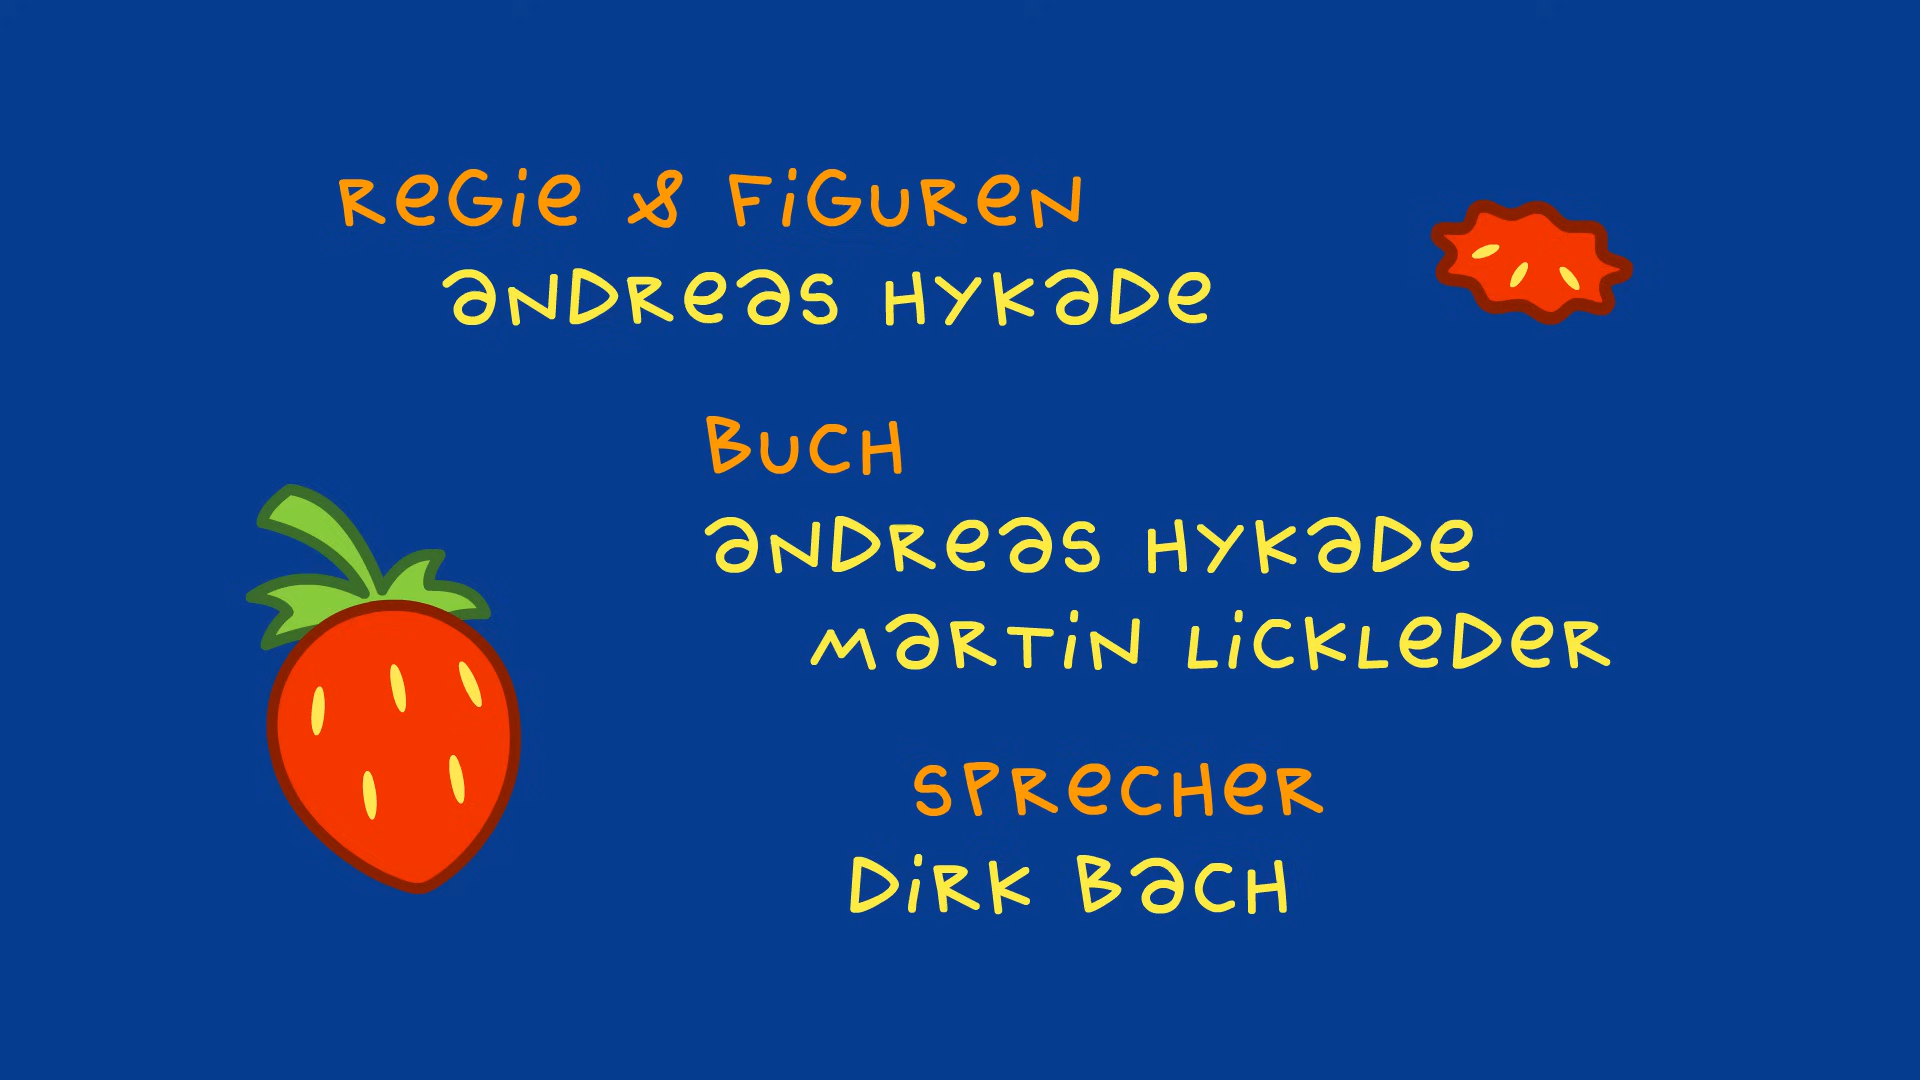 Regie & Figuren
Andreas Hykade
Buch
Andreas Hykade
Martin Lickleder
Sprecher
Dirk Bach